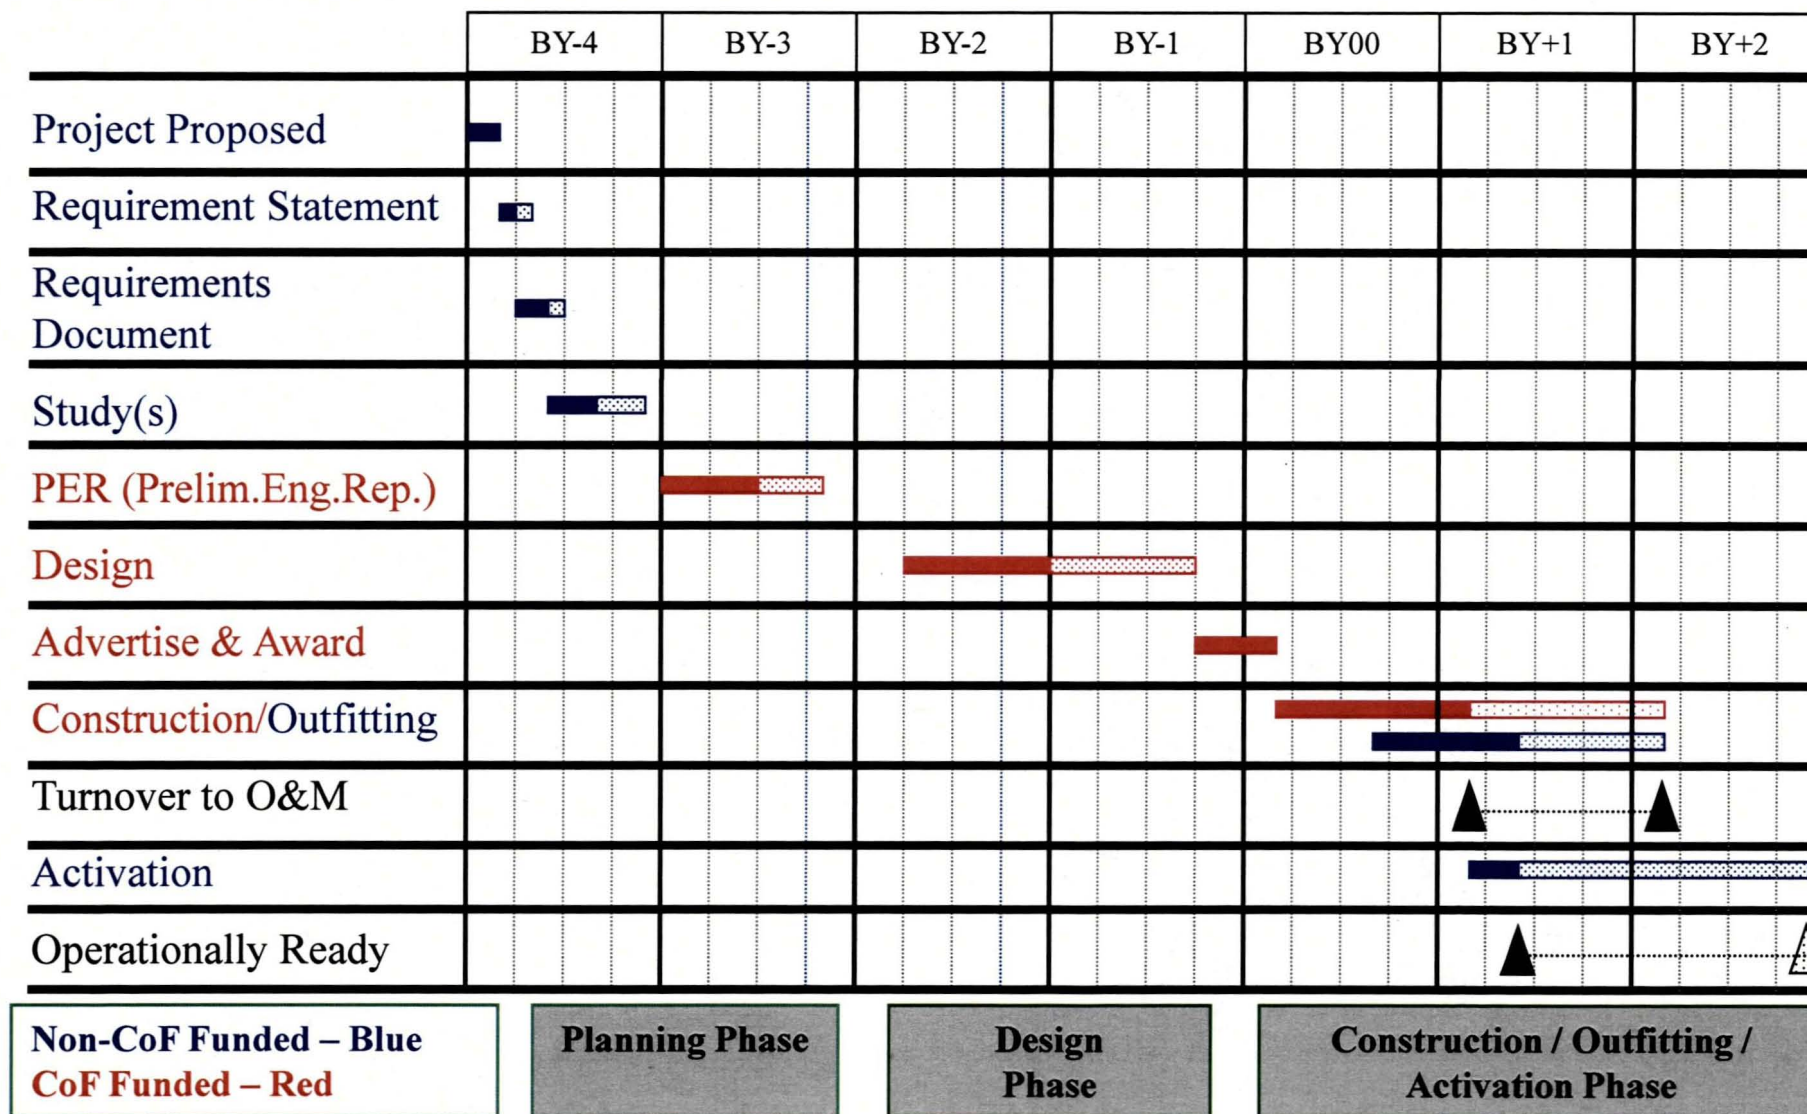 BY-4 BY-3 BY-2 BY-1 BY00 BY+1 BY+2
Project Proposed
Requirement Statement
Requirements
Document
Study(s)
PER (Prelim.Eng.Rep.)
Design
Advertise & Award
Construction/Outfitting
Turnover to O&M
Activation
Operationally Ready
Non-CoF Funded – Blue
CoF Funded – Red
Planning Phase
Design
Phase
Construction / Outfitting /
Activation Phase